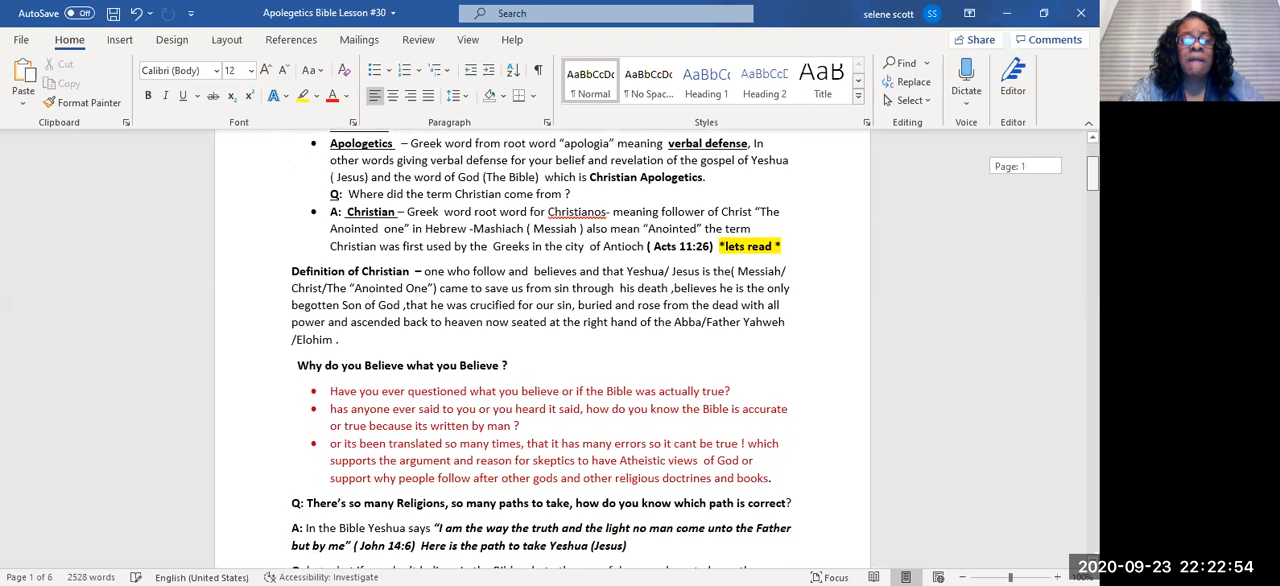 AutoSave Off Apolegetics Bible Lesson #30 Search selene scott SS
File Home Insert Design Layout References Mailings Review View Help Share Comments
Paste Cut Copy Format Painter
Clipboard
Calibri (Body) 12 A A Aa A
B I U ab x₂ x² A A
Font
Paragraph
AaBbCcDc AaBbCcDc AaBbCc AaBbCcC AaB
¶ Normal ¶ No Spac... Heading 1 Heading 2 Title
Styles
Find
Replace
Select
Editing
Dictate
Voice
Editor
Editor
Page: 1
Apologetics – Greek word from root word “apologia” meaning verbal defense, In
other words giving verbal defense for your belief and revelation of the gospel of Yeshua
( Jesus) and the word of God (The Bible) which is Christian Apologetics.
Q: Where did the term Christian come from ?
A: Christian – Greek word root word for Christianos- meaning follower of Christ “The
Anointed one” in Hebrew -Mashiach ( Messiah ) also mean “Anointed” the term
Christian was first used by the Greeks in the city of Antioch ( Acts 11:26) *lets read *
Definition of Christian – one who follow and believes and that Yeshua/ Jesus is the( Messiah/
Christ/The “Anointed One”) came to save us from sin through his death ,believes he is the only
begotten Son of God ,that he was crucified for our sin, buried and rose from the dead with all
power and ascended back to heaven now seated at the right hand of the Abba/Father Yahweh
/Elohim .
Why do you Believe what you Believe ?
Have you ever questioned what you believe or if the Bible was actually true?
has anyone ever said to you or you heard it said, how do you know the Bible is accurate
or true because its written by man ?
or its been translated so many times, that it has many errors so it cant be true ! which
supports the argument and reason for skeptics to have Atheistic views of God or
support why people follow after other gods and other religious doctrines and books.
Q: There’s so many Religions, so many paths to take, how do you know which path is correct?
A: In the Bible Yeshua says “I am the way the truth and the light no man come unto the Father
but by me” ( John 14:6) Here is the path to take Yeshua (Jesus)
Page 1 of 6 2528 words English (United States) Accessibility: Investigate Focus
2020-09-23 22:22:54